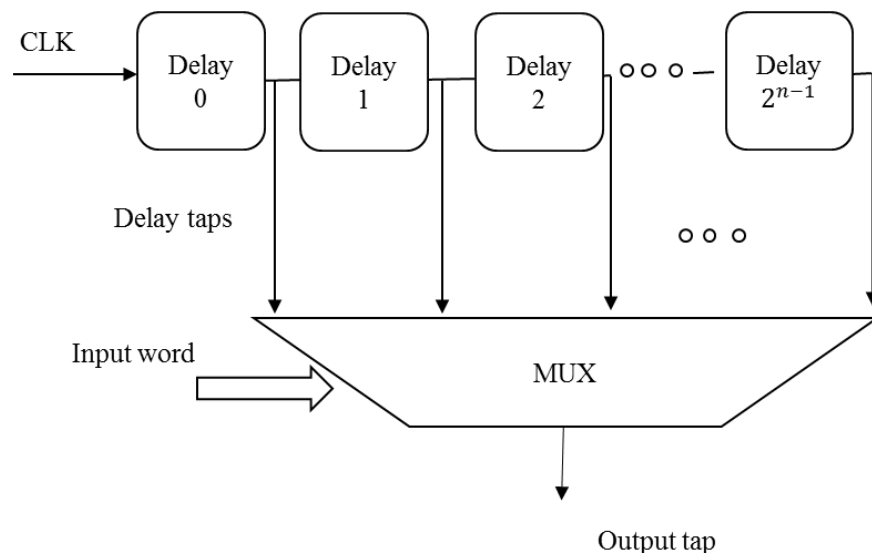 CLK
Delay
0
Delay
1
Delay
2
Delay
2^{n-1}
Delay taps
Input word
MUX
Output tap